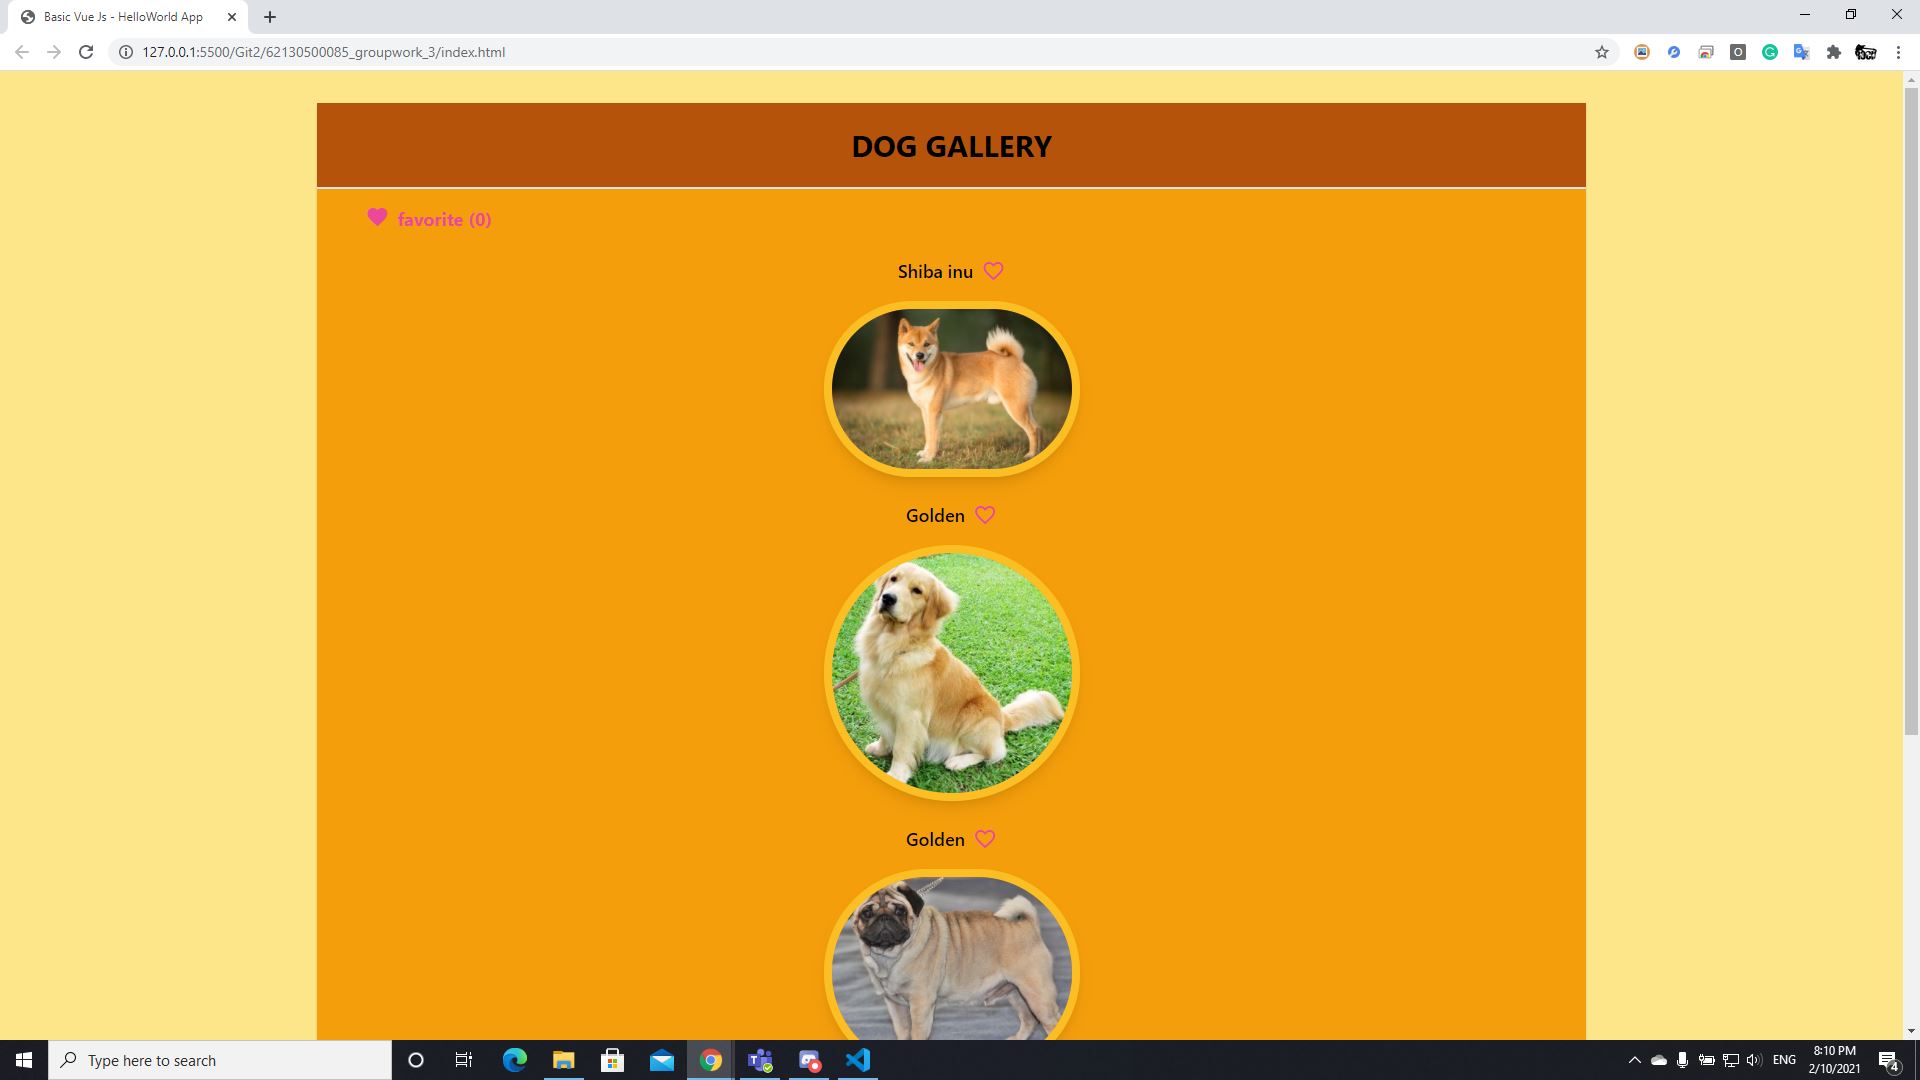 Basic Vue Js - HelloWorld App
127.0.0.1:5500/Git2/62130500085_groupwork_3/index.html
DOG GALLERY
favorite (0)
Shiba inu
Golden
Golden
Type here to search
ENG
8:10 PM
2/10/2021
4